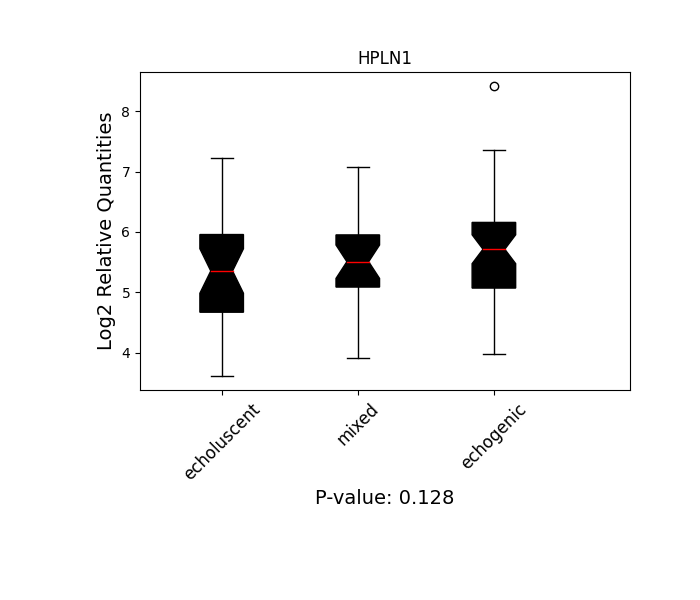 HPLN1
Log2 Relative Quantities
8
7
6
5
4
echoluscent
mixed
echogenic
P-value: 0.128